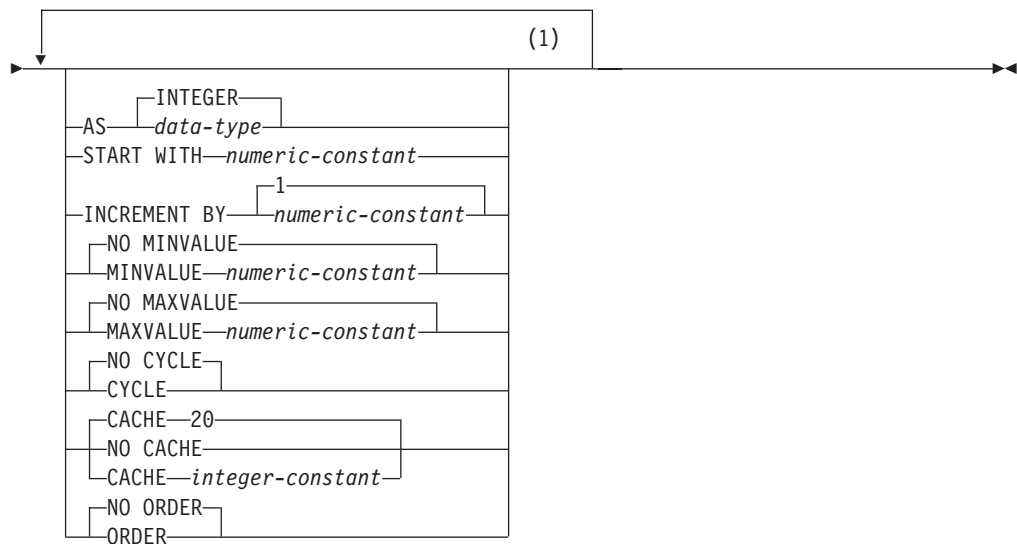 (1)
INTEGER
AS data-type
START WITH numeric-constant
1
INCREMENT BY numeric-constant
NO MINVALUE
MINVALUE numeric-constant
NO MAXVALUE
MAXVALUE numeric-constant
NO CYCLE
CYCLE
CACHE 20
NO CACHE
CACHE integer-constant
NO ORDER
ORDER